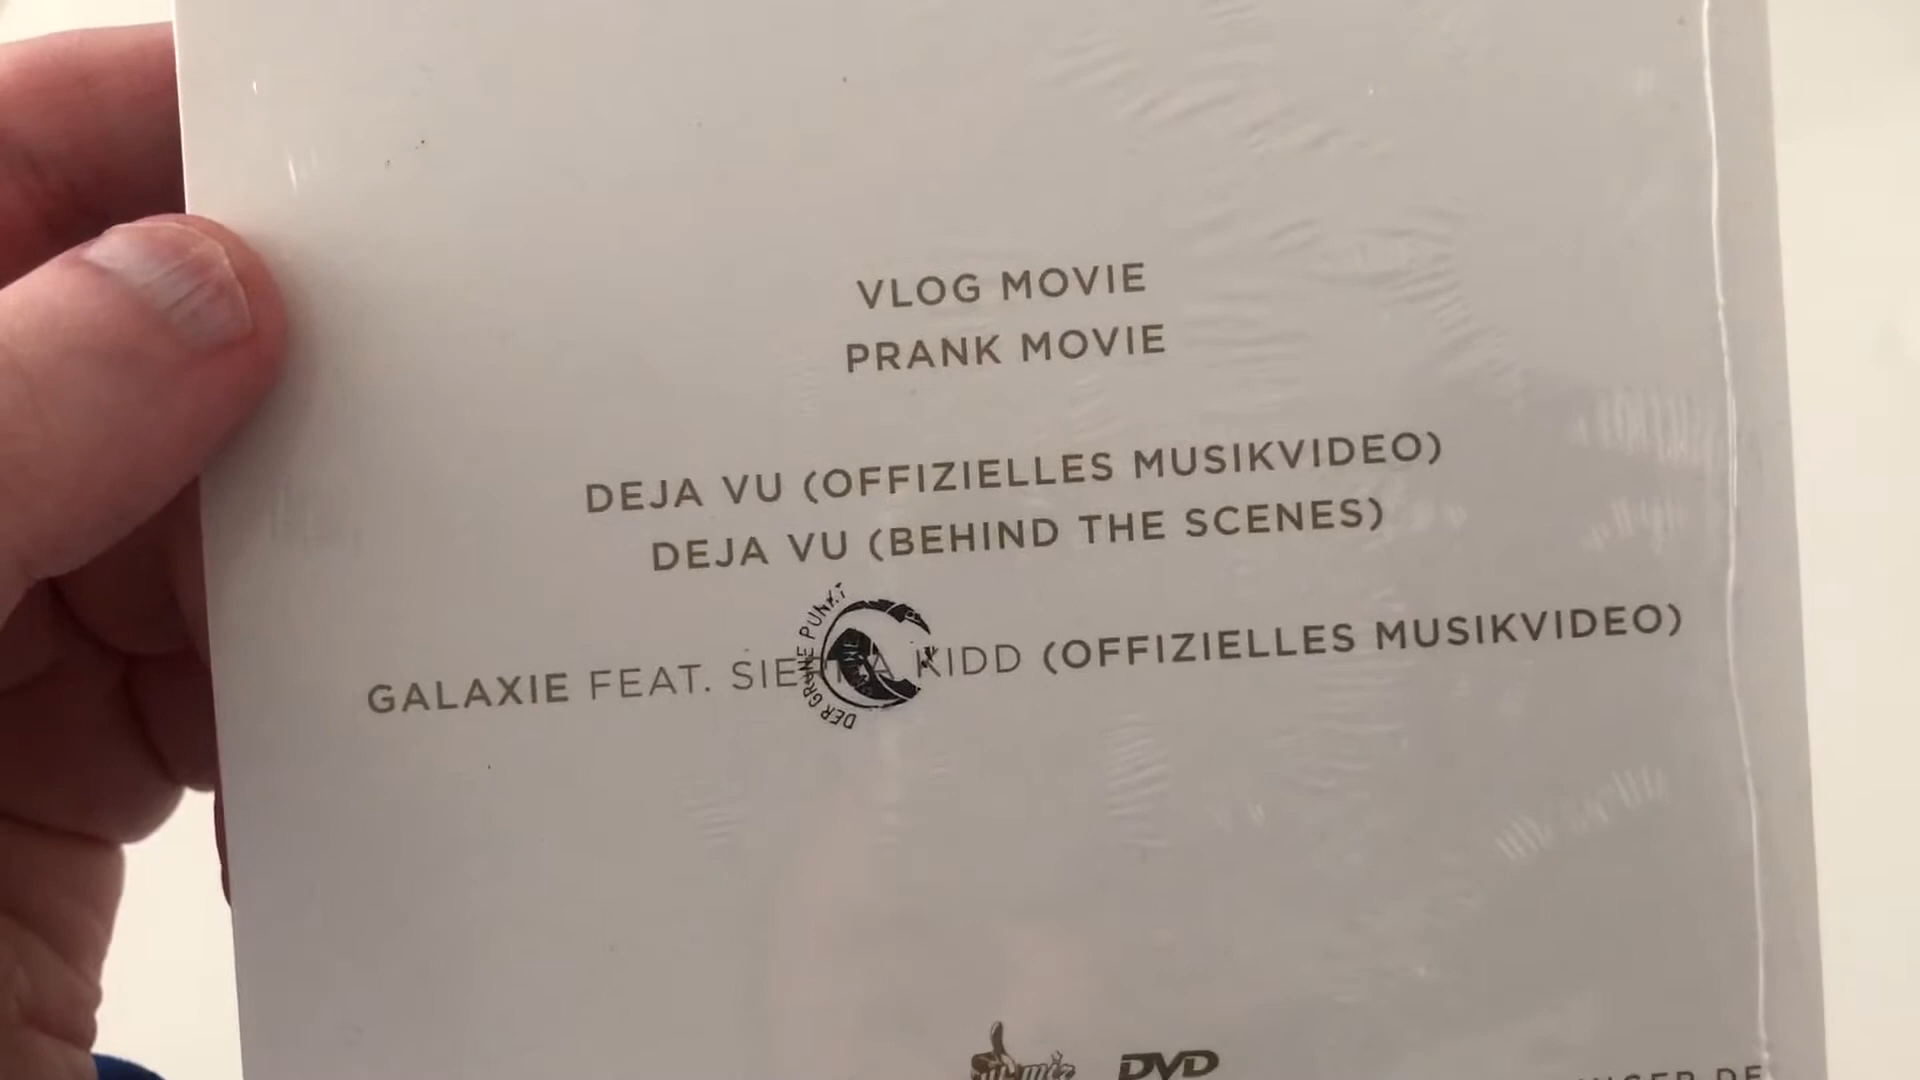 VLOG MOVIE
PRANK MOVIE
DEJA VU (OFFIZIELLES MUSIKVIDEO)
DEJA VU (BEHIND THE SCENES)
GALAXIE FEAT. KIDD (OFFIZIELLES MUSIKVIDEO)
DER GRÜNE PUNKT
DVD